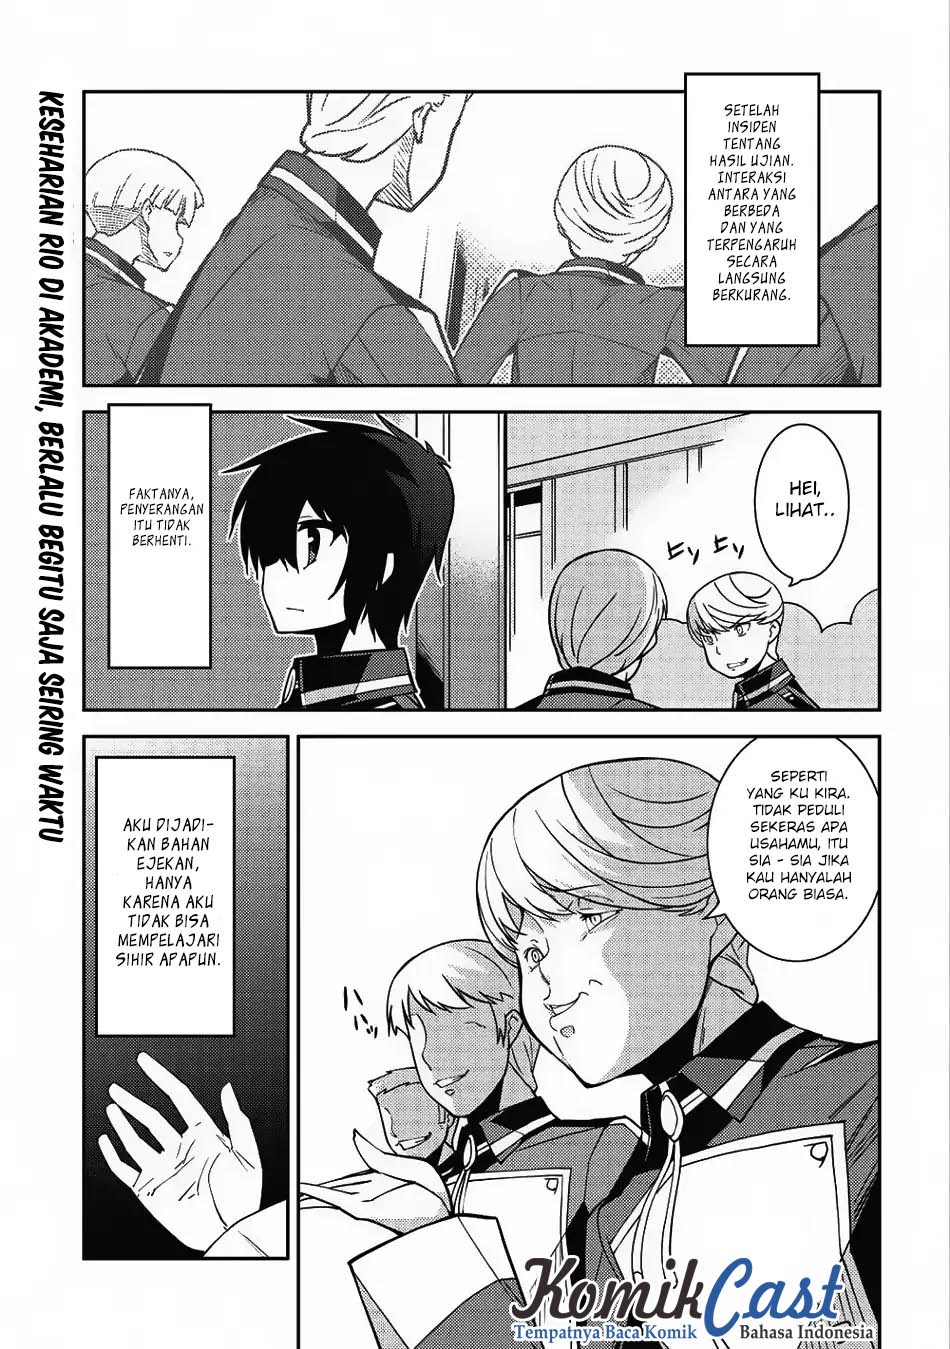 KESEHARIAN RIO DI AKADEMI, BERLALU BEGITU SAJA SEIRING WAKTU
SETELAH
INSIDEN
TENTANG
HASIL UJIAN.
INTERAKSI
ANTARA YANG
BERBEDA
DAN YANG
TERPENGARUH
SECARA
LANGSUNG
BERKURANG.
HEI,
LIHAT..
ヒソヒソ
FAKTANYA,
PENYERANGAN
ITU TIDAK
BERHENTI.
SEPERTI
YANG KU KIRA.
TIDAK PEDULI
SEKERAS APA
USAHAMU, ITU
SIA - SIA JIKA
KAU HANYALAH
ORANG BIASA.
AKU DIJADI-
KAN BAHAN
EJEKAN,
HANYA
KARENA AKU
TIDAK BISA
MEMPELAJARI
SIHIR APAPUN.
KomikCast
Tempatnya Baca Komik Bahasa Indonesia